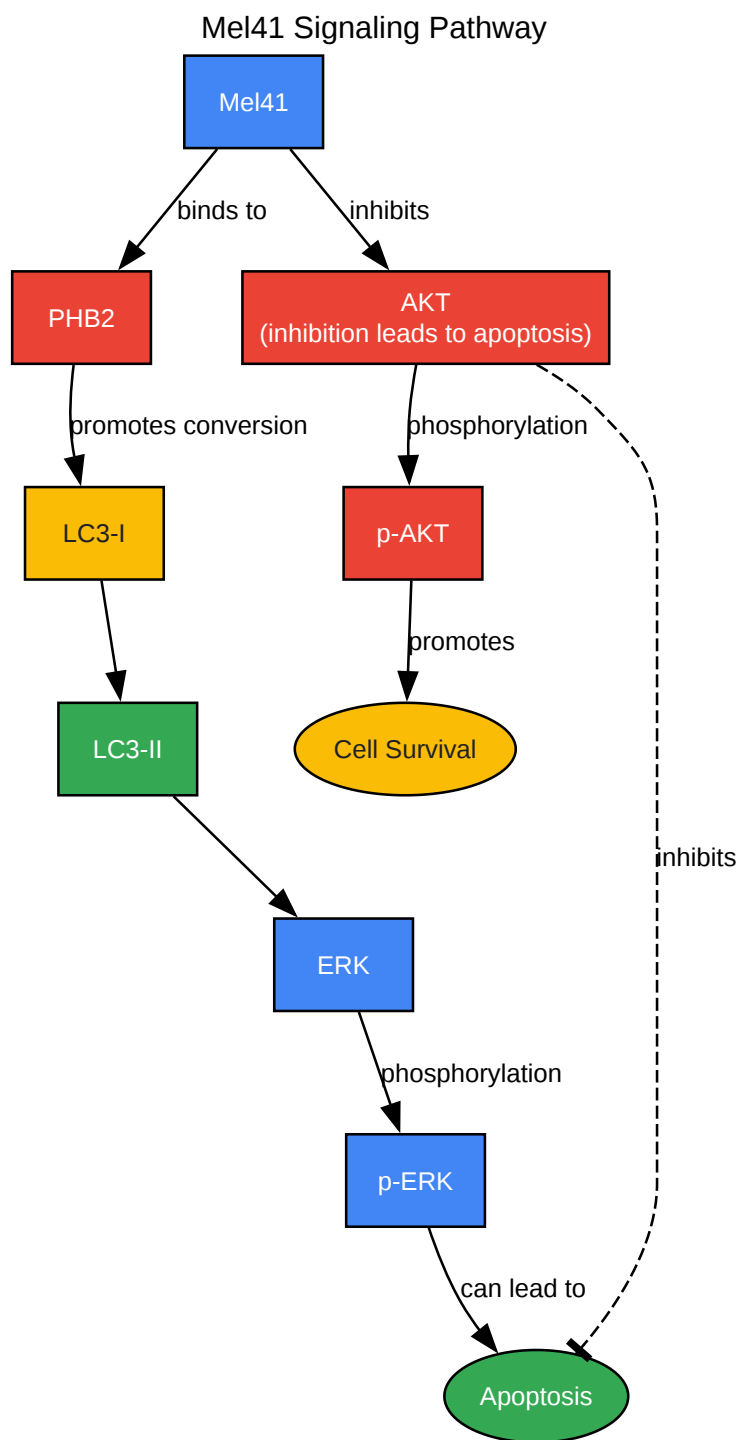 Mel41 Signaling Pathway
Mel41
binds to
inhibits
PHB2
AKT
(inhibition leads to apoptosis)
promotes conversion
phosphorylation
LC3-I
p-AKT
promotes
LC3-II
Cell Survival
inhibits
ERK
phosphorylation
p-ERK
can lead to
Apoptosis